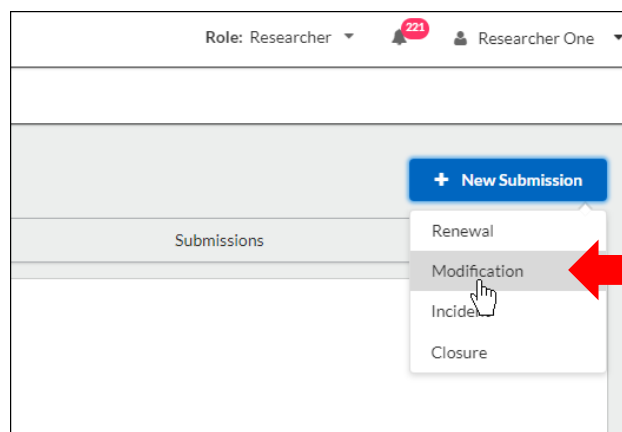 Role: Researcher 221 Researcher One
+ New Submission
Submissions
Renewal
Modification
Closure